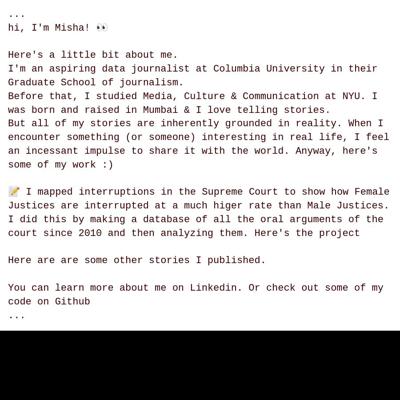 ...
hi, I'm Misha! 👀
Here's a little bit about me.
I'm an aspiring data journalist at Columbia University in their
Graduate School of journalism.
Before that, I studied Media, Culture & Communication at NYU. I
was born and raised in Mumbai & I love telling stories.
But all of my stories are inherently grounded in reality. When I
encounter something (or someone) interesting in real life, I feel
an incessant impulse to share it with the world. Anyway, here's
some of my work :)
📝 I mapped interruptions in the Supreme Court to show how Female
Justices are interrupted at a much higer rate than Male Justices.
I did this by making a database of all the oral arguments of the
court since 2010 and then analyzing them. Here's the project
Here are are some other stories I published.
You can learn more about me on Linkedin. Or check out some of my
code on Github
...